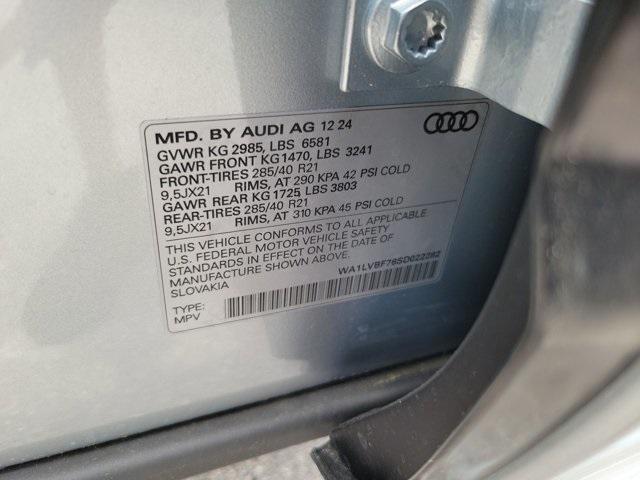 MFD. BY AUDI AG 12 24
GVWR KG 2985, LBS 6581
GAWR FRONT KG1470, LBS 3241
FRONT-TIRES 285/40 R21
9,5JX21 RIMS, AT 290 KPA 42 PSI COLD
GAWR REAR KG 1725, LBS 3803
REAR-TIRES 285/40 R21
9,5JX21 RIMS, AT 310 KPA 45 PSI COLD
THIS VEHICLE CONFORMS TO ALL APPLICABLE
U.S. FEDERAL MOTOR VEHICLE SAFETY
STANDARDS IN EFFECT ON THE DATE OF
MANUFACTURE SHOWN ABOVE.
SLOVAKIA
WA1LVBF76SD022282
TYPE:
MPV